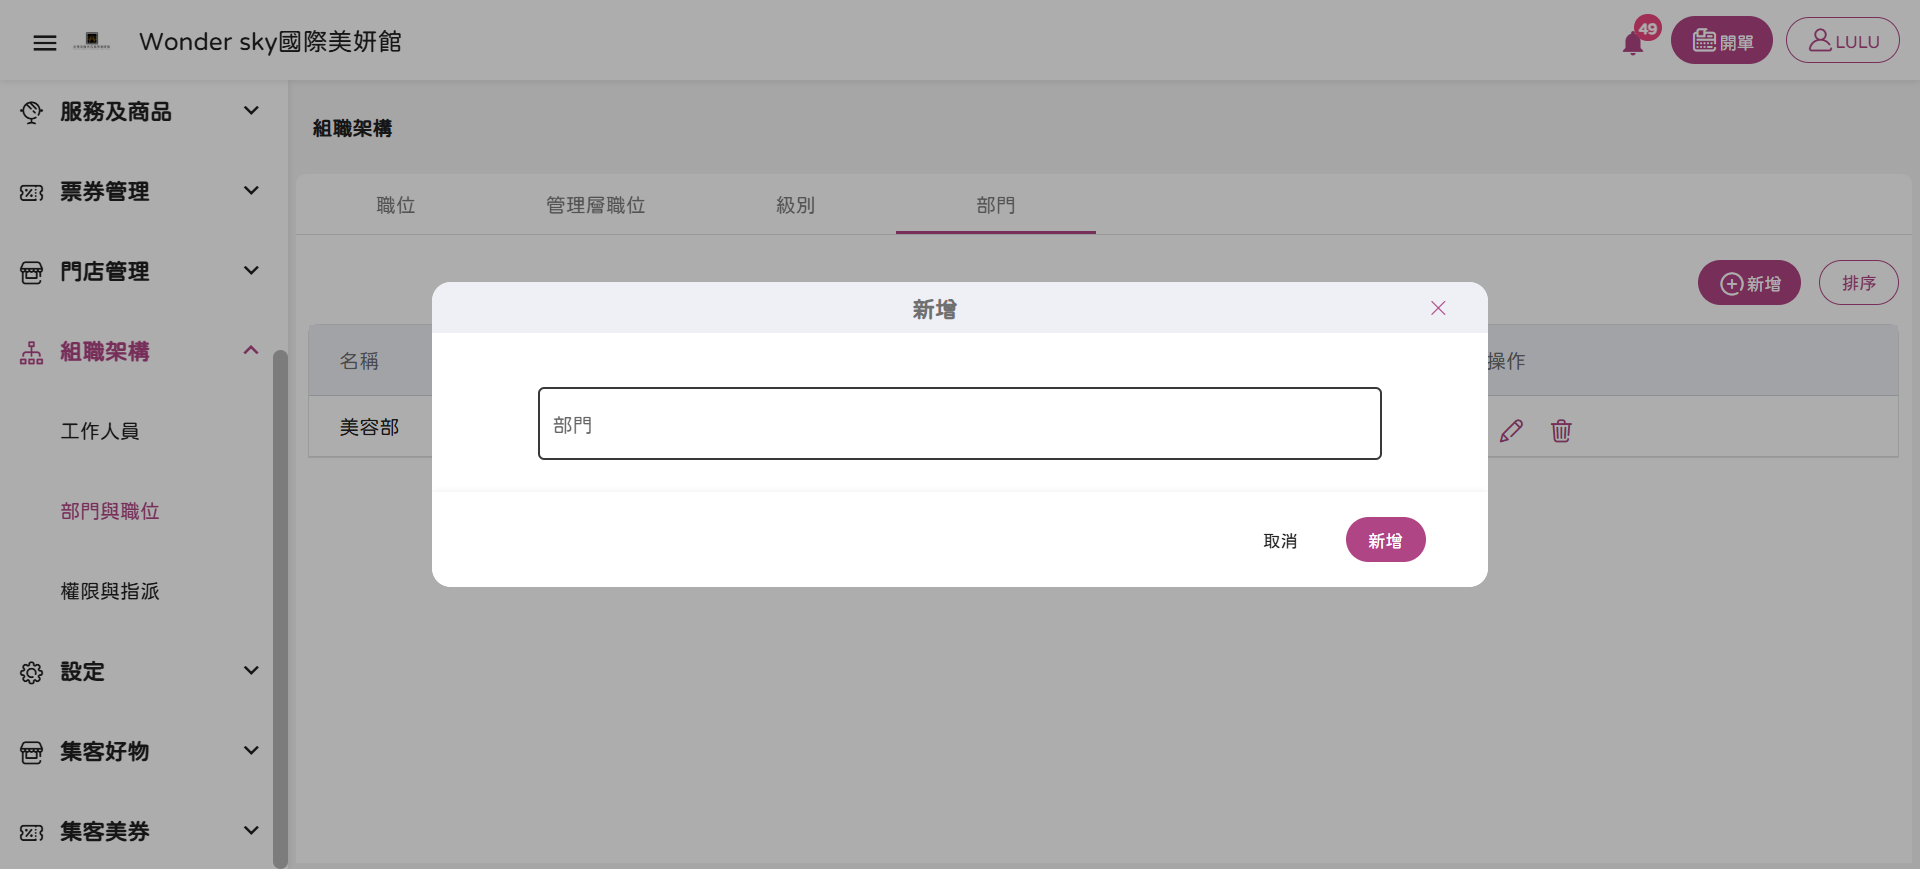 Wonder sky國際美妍館
49
開單
LULU
服務及商品
票券管理
門店管理
組職架構
工作人員
部門與職位
權限與指派
設定
集客好物
集客美券
組職架構
職位
管理層職位
級別
部門
新增
排序
名稱
操作
美容部
新增
部門
取消
新增